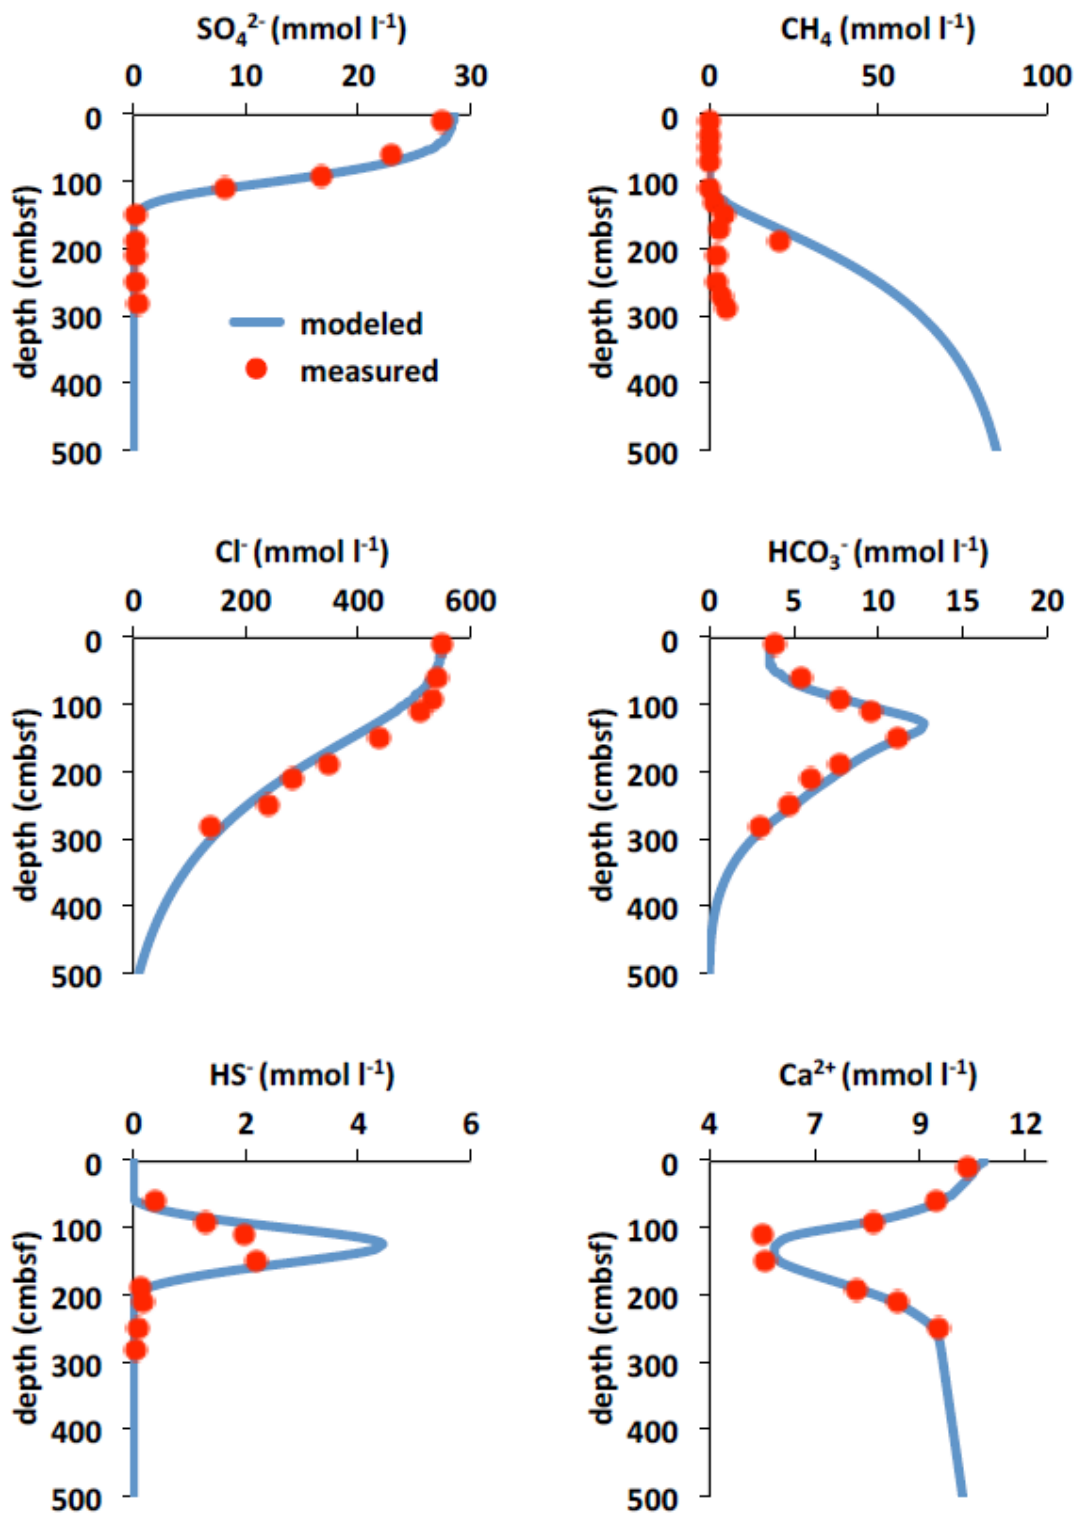 SO₄²⁻ (mmol l⁻¹)
0 10 20 30
0
100
200
300
400
500
depth (cmbsf)
modeled
measured
CH₄ (mmol l⁻¹)
0 50 100
0
100
200
300
400
500
depth (cmbsf)
Cl⁻ (mmol l⁻¹)
0 200 400 600
0
100
200
300
400
500
depth (cmbsf)
HCO₃⁻ (mmol l⁻¹)
0 5 10 15 20
0
100
200
300
400
500
depth (cmbsf)
HS⁻ (mmol l⁻¹)
0 2 4 6
0
100
200
300
400
500
depth (cmbsf)
Ca²⁺ (mmol l⁻¹)
4 7 9 12
0
100
200
300
400
500
depth (cmbsf)